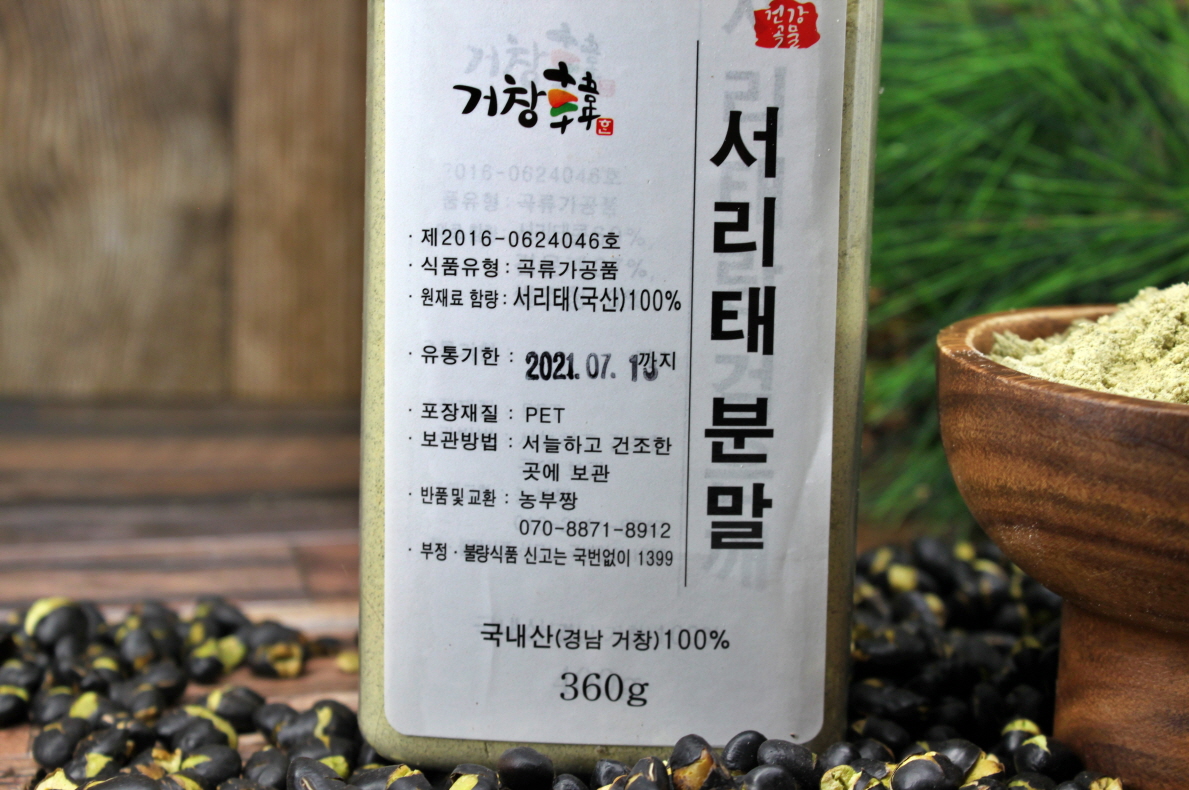 건강
곡물
거창韓
한
서리태분말
· 제2016-0624046호
· 식품유형 : 곡류가공품
· 원재료 함량 : 서리태(국산)100%
· 유통기한 : 2021. 07. 까지
· 포장재질 : PET
· 보관방법 : 서늘하고 건조한
곳에 보관
· 반품 및 교환 : 농부짱
070-8871-8912
· 부정 · 불량식품 신고는 국번없이 1399
국내산(경남 거창)100%
360g